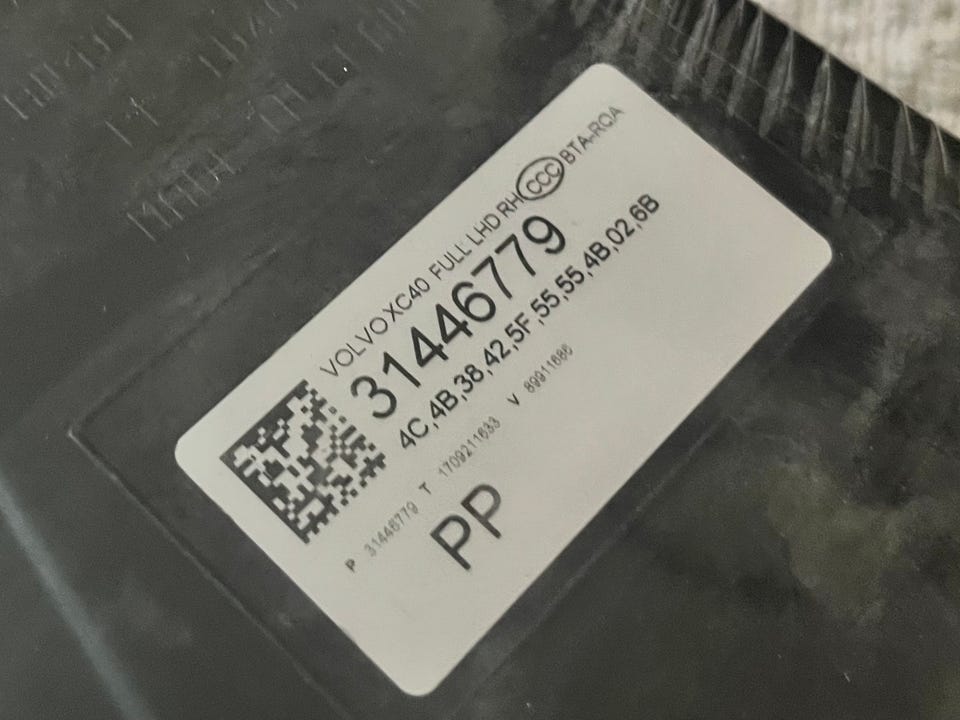 VOLVO XC40 FULL LHD RH CCC BTA-RQA
31446779
4C,4B,38,42,5F,55,55,4B,02,6B
P 31446779 T 1709211633 V 89911686
PP